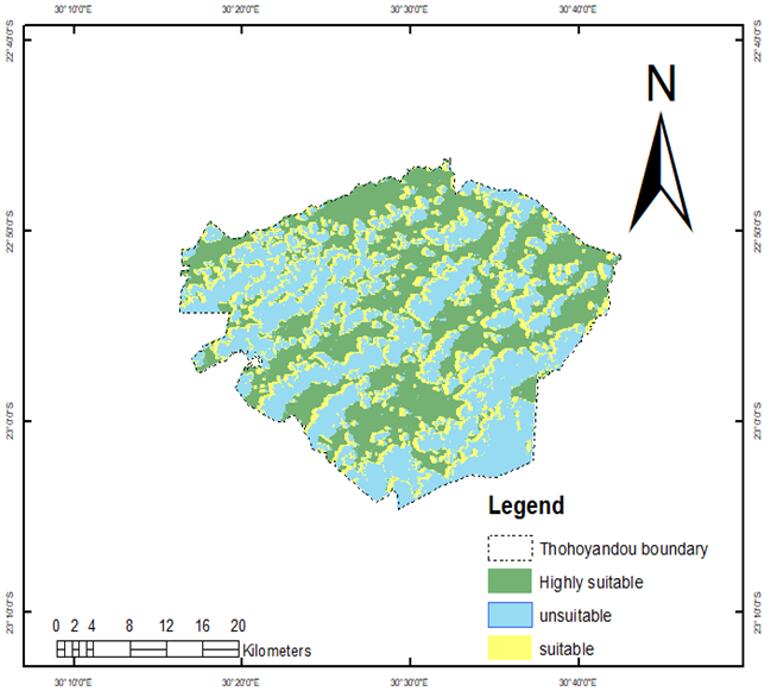 30°10'0"E 30°20'0"E 30°30'0"E 30°40'0"E
22°40'0"S 22°40'0"S
N
22°50'0"S 22°50'0"S
23°0'0"S 23°0'0"S
Legend
Thohoyandou boundary
Highly suitable
unsuitable
suitable
23°10'0"S 23°10'0"S
0 2 4 8 12 16 20
Kilometers
30°10'0"E 30°20'0"E 30°30'0"E 30°40'0"E